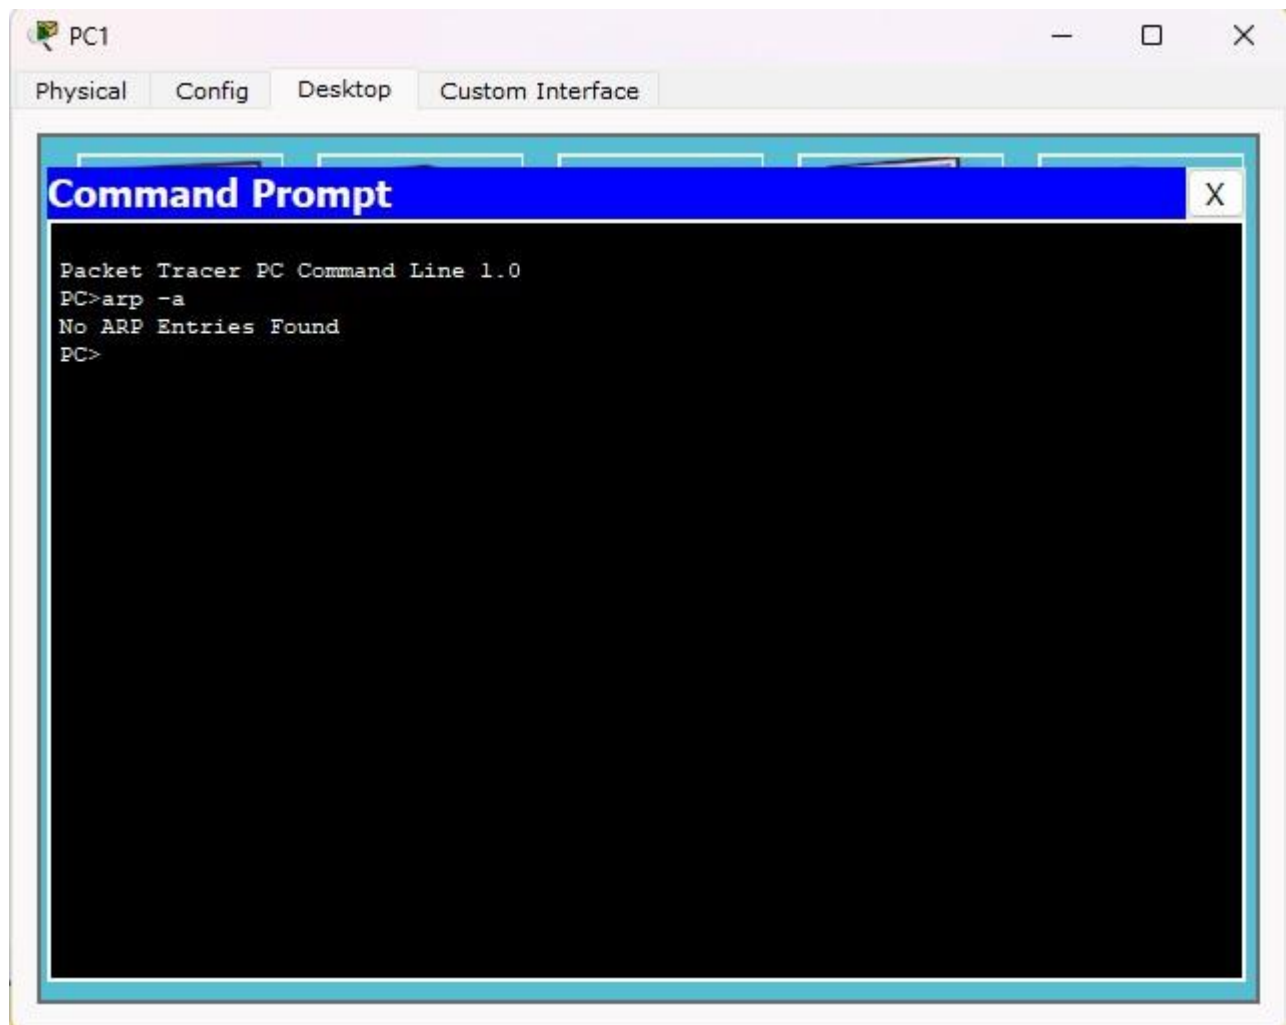 PC1
Physical Config Desktop Custom Interface
Command Prompt X
Packet Tracer PC Command Line 1.0
PC>arp -a
No ARP Entries Found
PC>